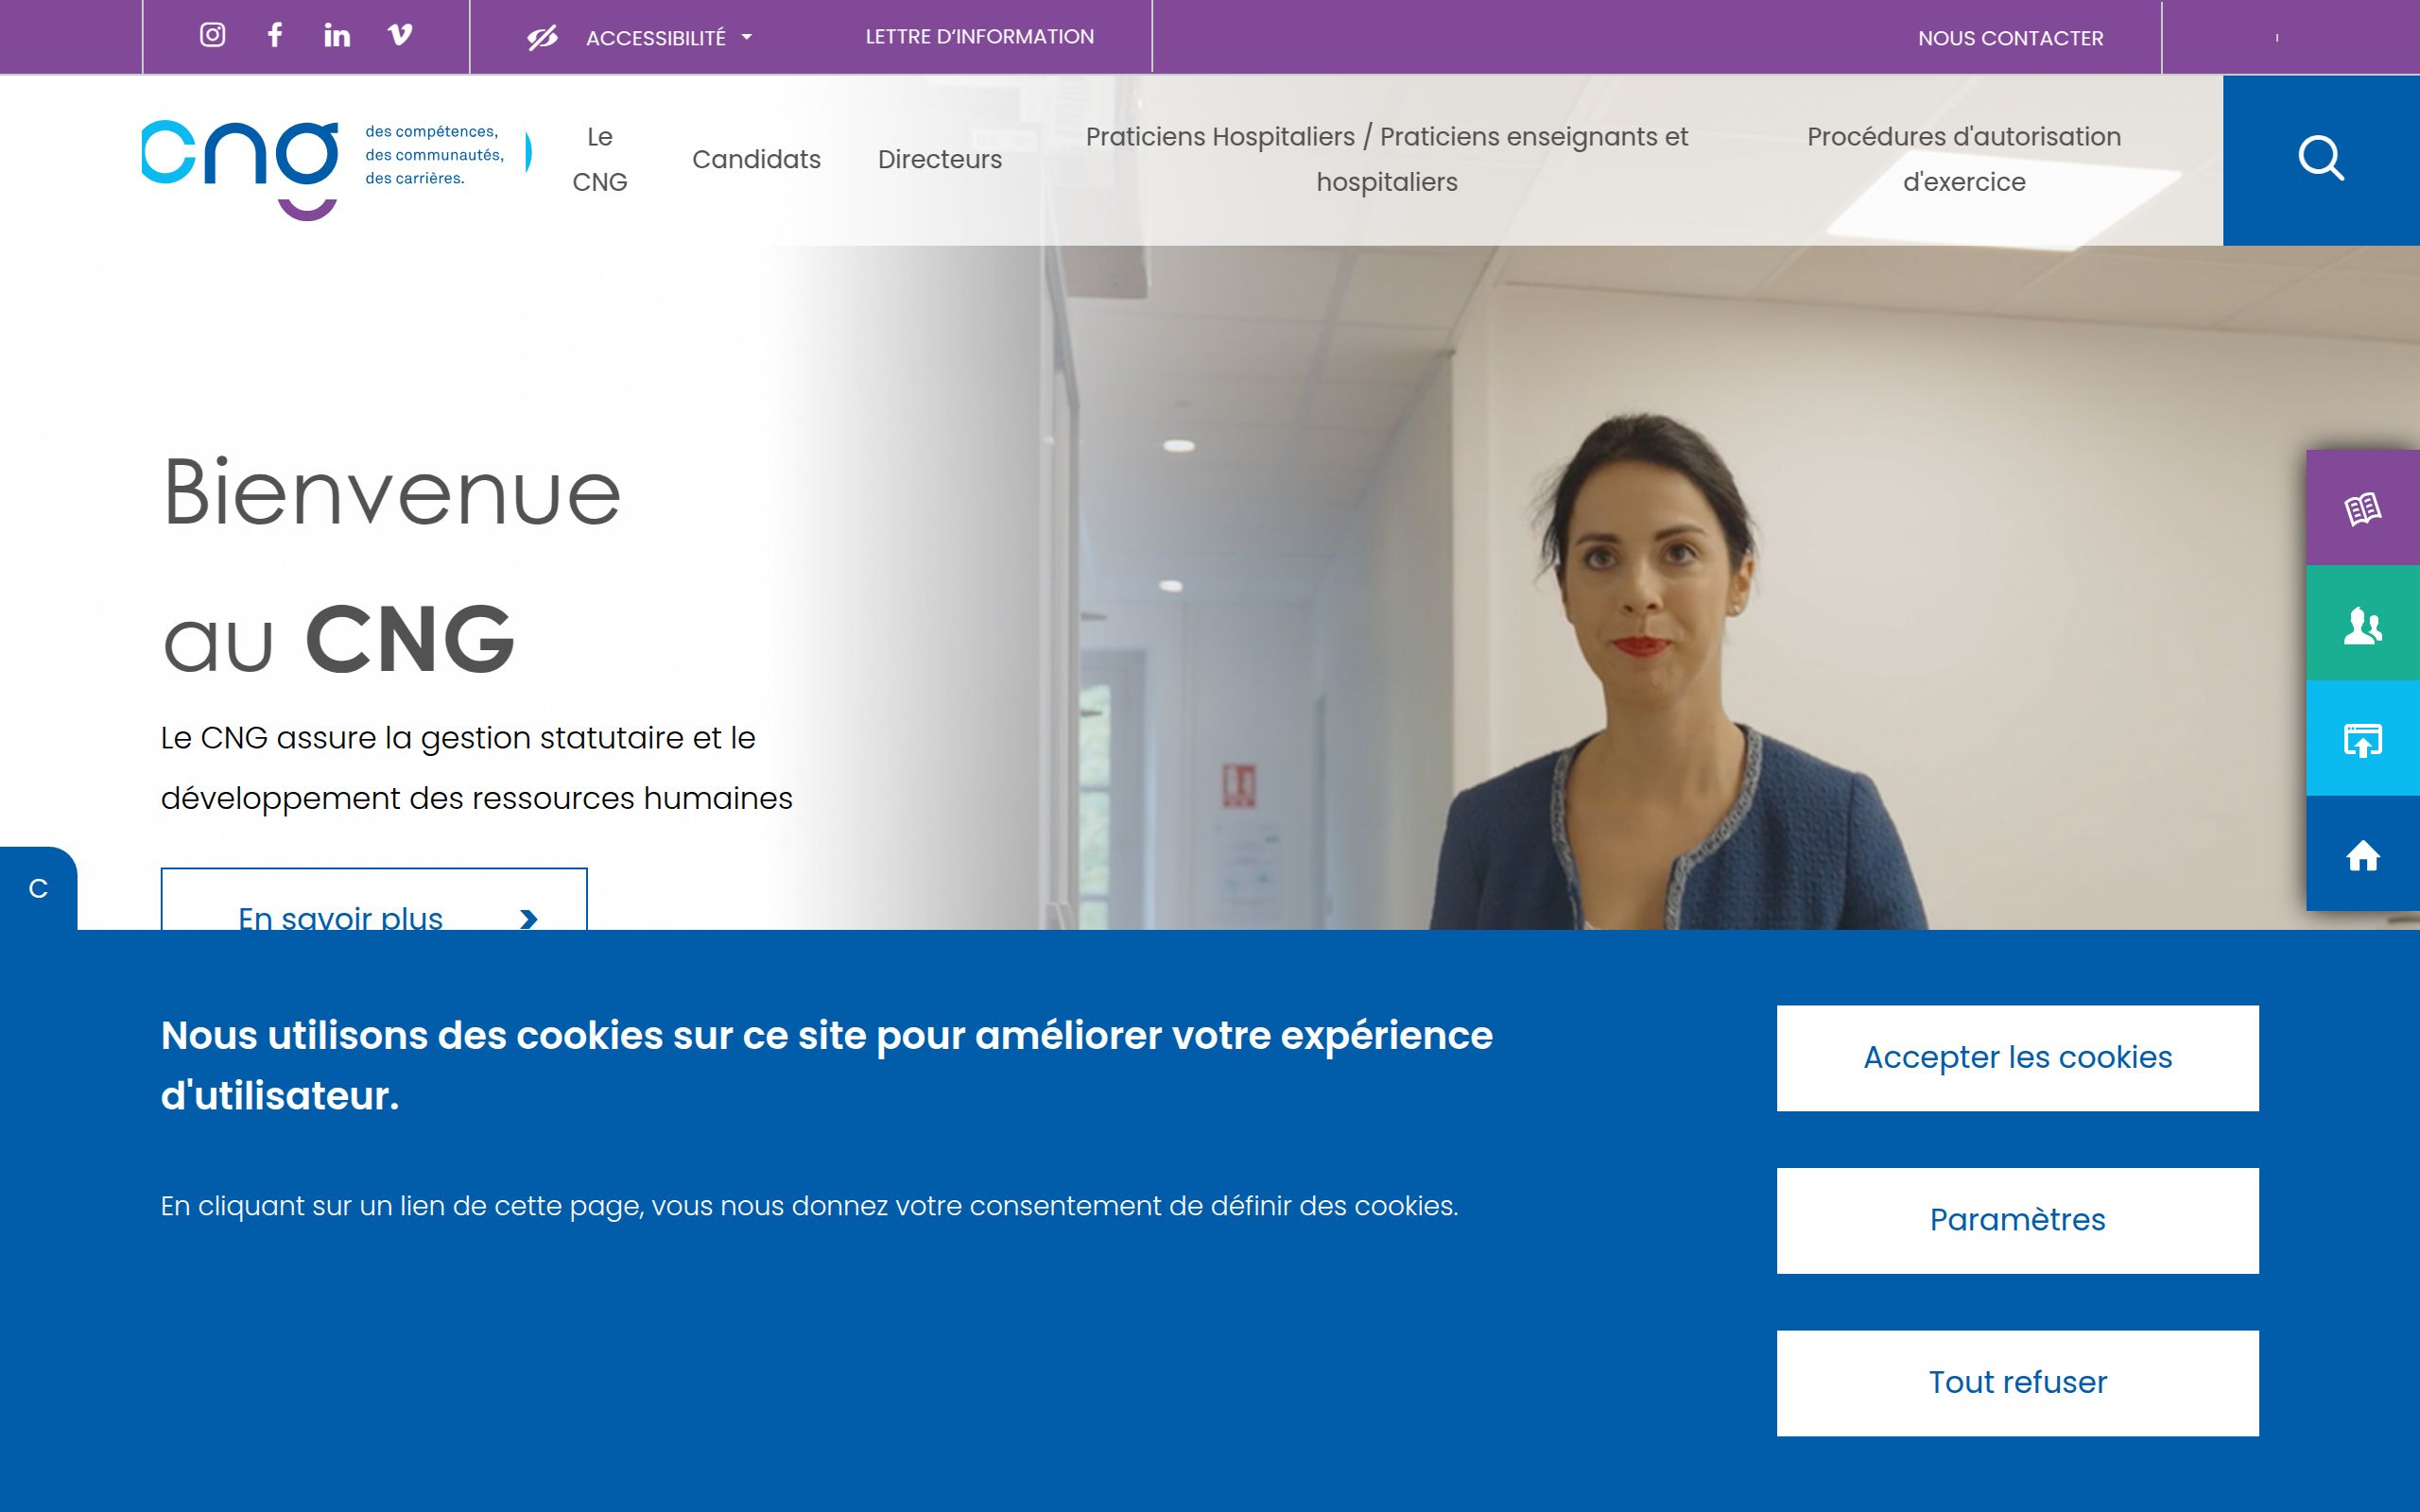 ACCESSIBILITÉ
LETTRE D'INFORMATION
NOUS CONTACTER
cng
des compétences,
des communautés,
des carrières.
Le
CNG
Candidats
Directeurs
Praticiens Hospitaliers / Praticiens enseignants et
hospitaliers
Procédures d'autorisation
d'exercice
Bienvenue
au CNG
Le CNG assure la gestion statutaire et le
développement des ressources humaines
C
En savoir plus
Nous utilisons des cookies sur ce site pour améliorer votre expérience
d'utilisateur.
En cliquant sur un lien de cette page, vous nous donnez votre consentement de définir des cookies.
Accepter les cookies
Paramètres
Tout refuser